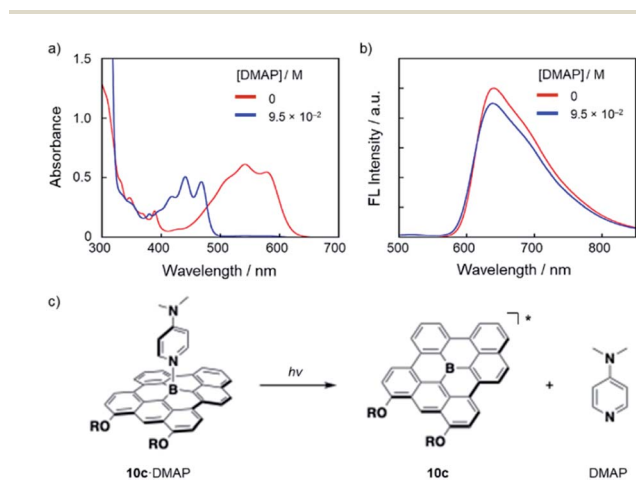 a)
1.5
1.0
0.5
0
Absorbance
[DMAP] / M
0
9.5 × 10⁻²
300 400 500 600 700
Wavelength / nm
b)
FL Intensity / a.u.
[DMAP] / M
0
9.5 × 10⁻²
500 600 700 800
Wavelength / nm
c)
N
N
B
RO
RO
10c·DMAP
hν
*
B
RO
RO
10c
+
N
N
DMAP